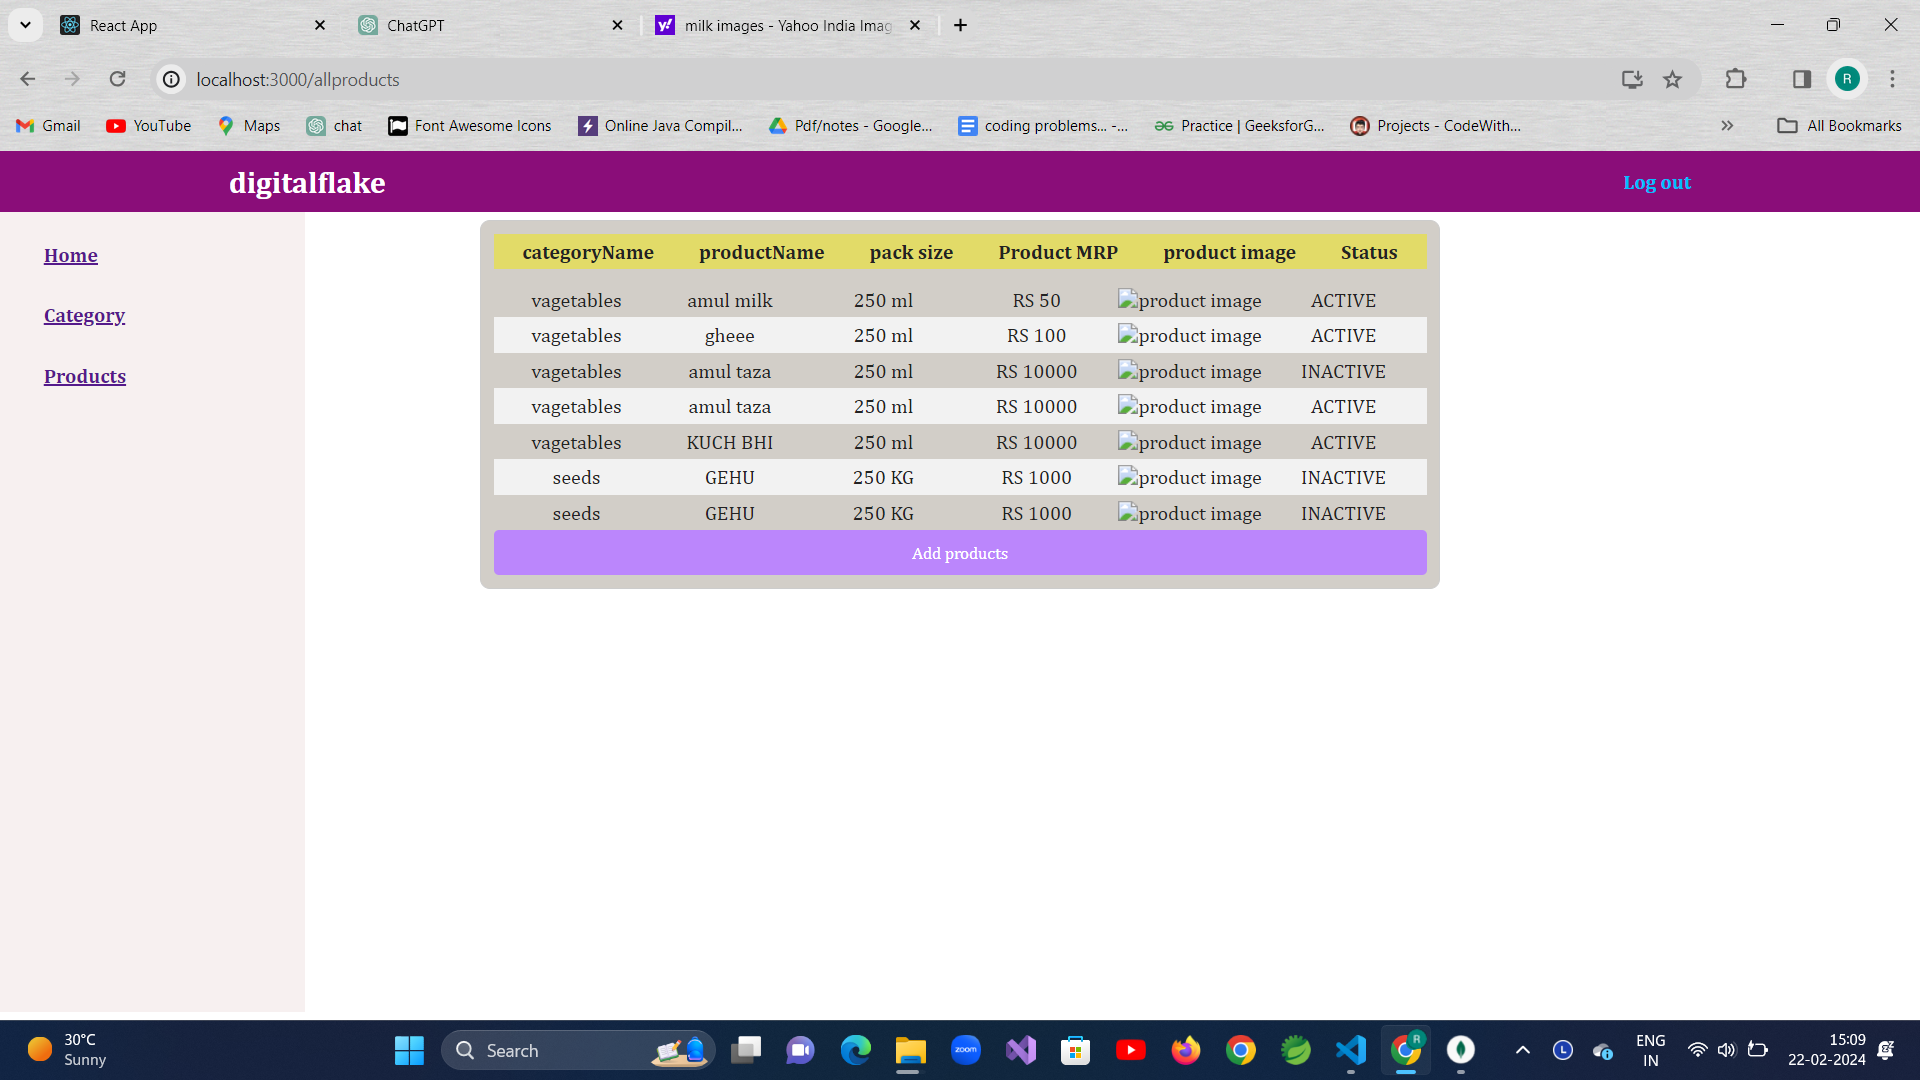 React App
ChatGPT
milk images - Yahoo India Imag
localhost:3000/allproducts
R
Gmail YouTube Maps chat Font Awesome Icons Online Java Compil... Pdf/notes - Google... coding problems... -... Practice | GeeksforG... Projects - CodeWith... All Bookmarks
digitalflake Log out
Home
Category
Products
categoryName productName pack size Product MRP product image Status
vagetables amul milk 250 ml RS 50 product image ACTIVE
vagetables gheee 250 ml RS 100 product image ACTIVE
vagetables amul taza 250 ml RS 10000 product image INACTIVE
vagetables amul taza 250 ml RS 10000 product image ACTIVE
vagetables KUCH BHI 250 ml RS 10000 product image ACTIVE
seeds GEHU 250 KG RS 1000 product image INACTIVE
seeds GEHU 250 KG RS 1000 product image INACTIVE
Add products
30°C
Sunny
Search
zoom
R
L
ENG
IN
15:09
22-02-2024